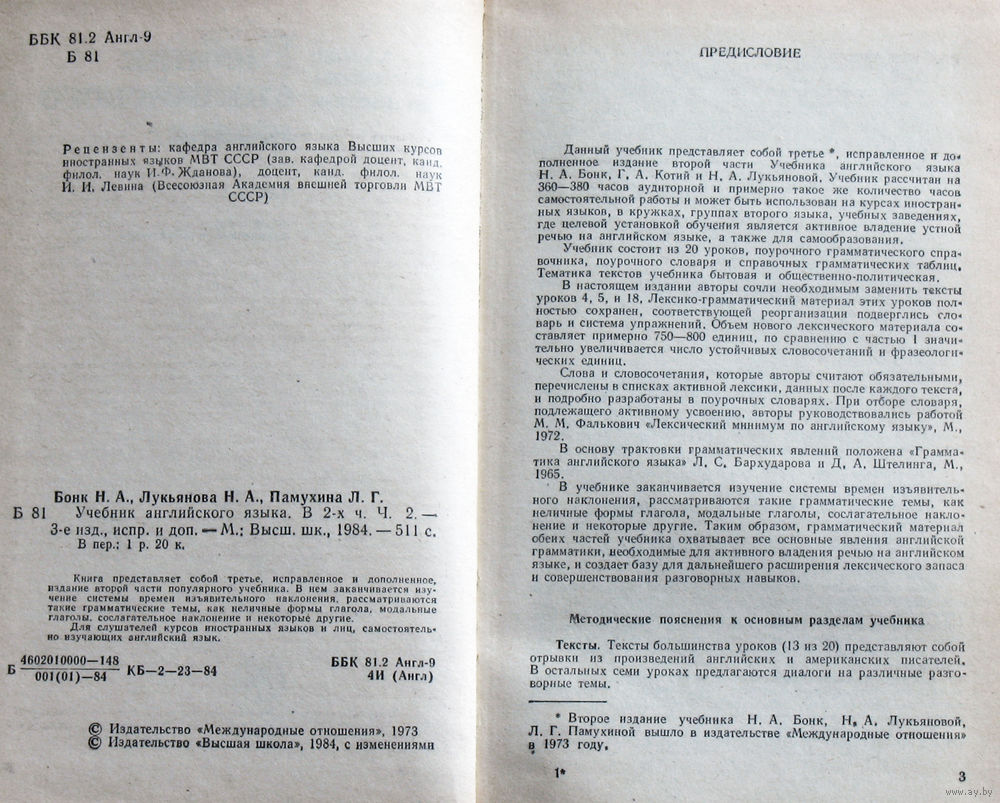 ББК 81.2 Англ-9
Б 81
Рецензенты: кафедра английского языка Высших курсов
иностранных языков МВТ СССР (зав. кафедрой доцент, канд.
филол. наук И. Ф. Жданова), доцент, канд. филол. наук
И. И. Левина (Всесоюзная Академия внешней торговли МВТ
СССР)
Бонк Н. А., Лукьянова Н. А., Памухина Л. Г.
Б 81 Учебник английского языка. В 2-х ч. Ч. 2. —
3-е изд., испр. и доп. — М.: Высш. шк., 1984. — 511 с.
В пер.: 1 р. 20 к.
Книга представляет собой третье, исправленное и дополненное,
издание второй части популярного учебника. В нем заканчивается изу-
чение системы времен изъявительного наклонения, рассматриваются
такие грамматические темы, как неличные формы глагола, модальные
глаголы, сослагательное наклонение и некоторые другие.
Для слушателей курсов иностранных языков и лиц, самостоятель-
но изучающих английский язык.
Б 4602010000—148
001(01)—84 КБ—2—23—84
ББК 81.2 Англ-9
4И (Англ)
© Издательство «Международные отношения», 1973
© Издательство «Высшая школа», 1984, с изменениями
ПРЕДИСЛОВИЕ
Данный учебник представляет собой третье *, исправленное и до-
полненное издание второй части Учебника английского языка
Н. А. Бонк, Г. А. Котий и Н. А. Лукьяновой. Учебник рассчитан на
360—380 часов аудиторной и примерно такое же количество часов
самостоятельной работы и может быть использован на курсах иностран-
ных языков, в кружках, группах второго языка, учебных заведениях,
где целевой установкой обучения является активное владение устной
речью на английском языке, а также для самообразования.
Учебник состоит из 20 уроков, поурочного грамматического спра-
вочника, поурочного словаря и справочных грамматических таблиц.
Тематика текстов учебника бытовая и общественно-политическая.
В настоящем издании авторы сочли необходимым заменить тексты
уроков 4, 5, и 18. Лексико-грамматический материал этих уроков пол-
ностью сохранен, соответствующей реорганизации подверглись сло-
варь и система упражнений. Объем нового лексического материала со-
ставляет примерно 750—800 единиц, по сравнению с частью I значи-
тельно увеличивается число устойчивых словосочетаний и фразеологи-
ческих единиц.
Слова и словосочетания, которые авторы считают обязательными,
перечислены в списках активной лексики, данных после каждого текста,
и подробно разработаны в поурочных словарях. При отборе словаря,
подлежащего активному усвоению, авторы руководствовались работой
М. М. Фалькович «Лексический минимум по английскому языку», М.,
1972.
В основу трактовки грамматических явлений положена «Грамма-
тика английского языка» Л. С. Бархударова и Д. А. Штелинга, М.,
1965.
В учебнике заканчивается изучение системы времен изъявитель-
ного наклонения, рассматриваются такие грамматические темы, как
неличные формы глагола, модальные глаголы, сослагательное накло-
нение и некоторые другие. Таким образом, грамматический материал
обеих частей учебника охватывает все основные явления английской
грамматики, необходимые для активного владения речью на английском
языке, и создает базу для дальнейшего расширения лексического запаса
и совершенствования разговорных навыков.
Методические пояснения к основным разделам учебника
Тексты. Тексты большинства уроков (13 из 20) представляют собой
отрывки из произведений английских и американских писателей.
В остальных семи уроках предлагаются диалоги на различные разго-
ворные темы.
* Второе издание учебника Н. А. Бонк, Н. А. Лукьяновой,
Л. Г. Памухиной вышло в издательстве «Международные отношения»
в 1973 году.
1*
3
www.ay.by